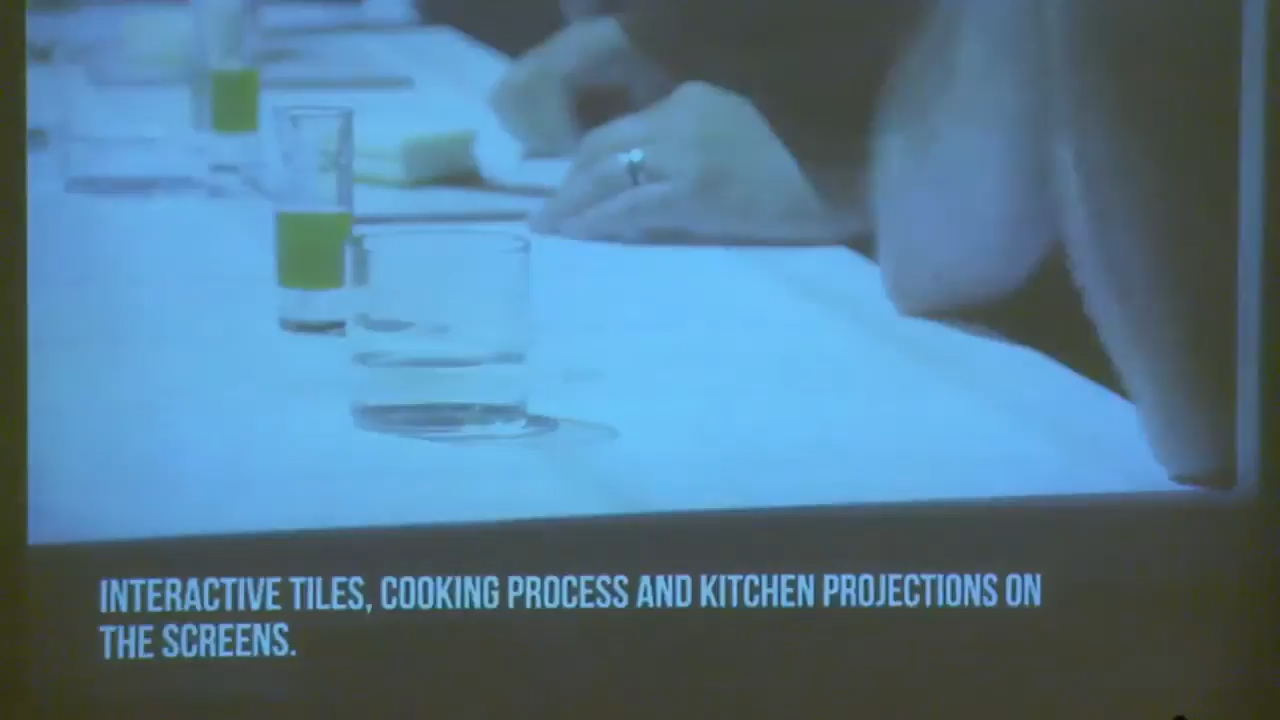 INTERACTIVE TILES, COOKING PROCESS AND KITCHEN PROJECTIONS ON
THE SCREENS.